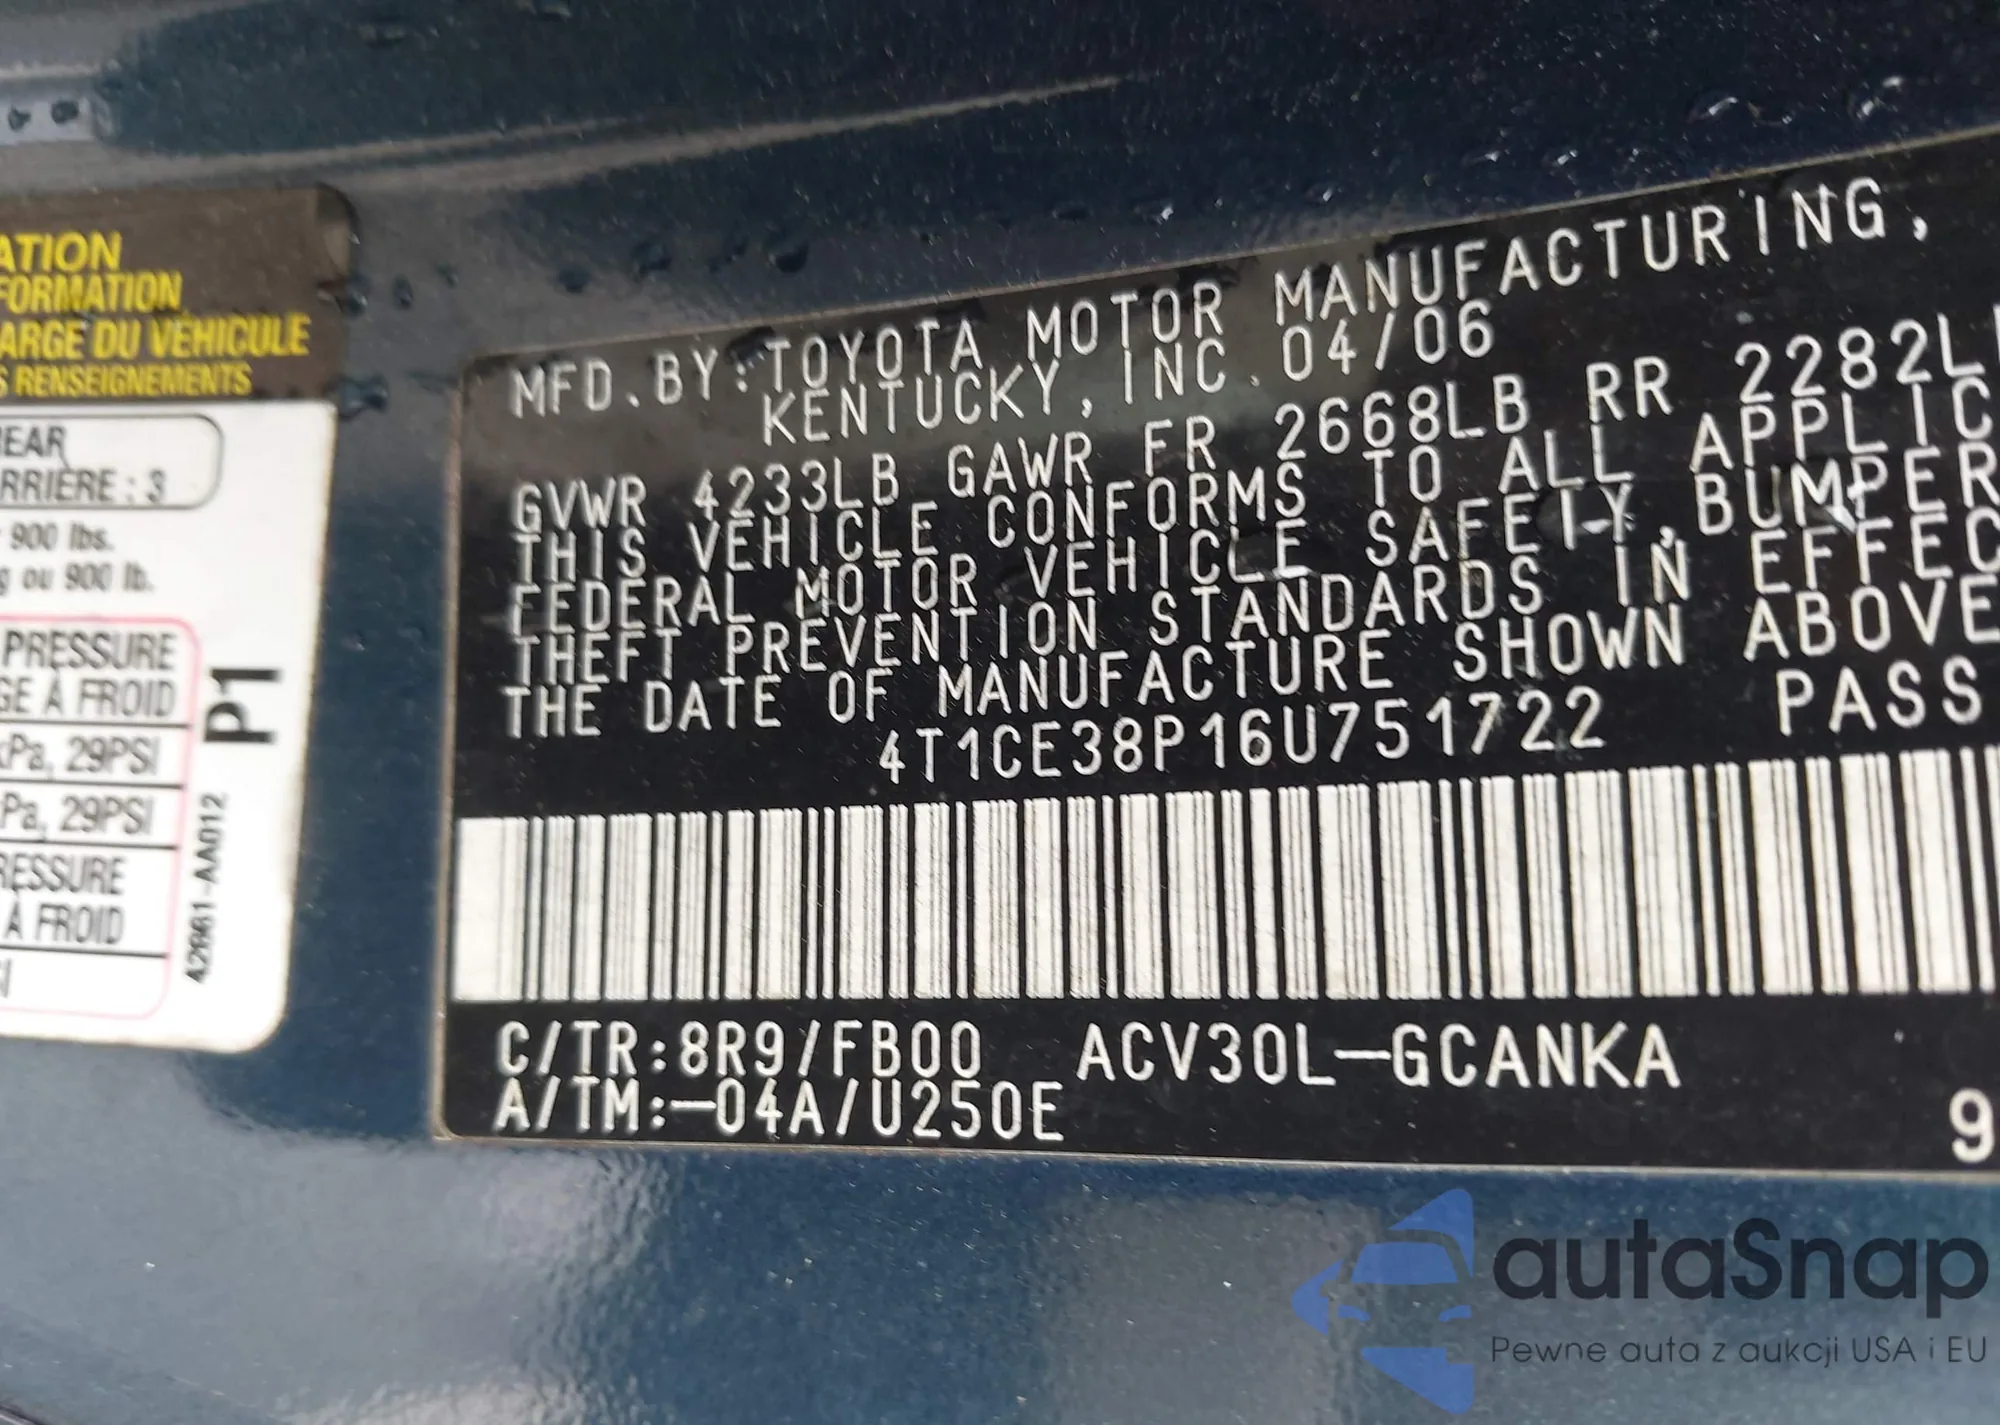 ATION
FORMATION
ARGE DU VÉHICULE
S RENSEIGNEMENTS
REAR
RRIÈRE : 3
900 lbs.
g ou 900 lb.
PRESSURE
GE À FROID
kPa, 29PSI
kPa, 29PSI
RESSURE
À FROID
SI
P1
42661-AA012
MFD.BY:TOYOTA MOTOR MANUFACTURING,
KENTUCKY,INC. 04/06
GVWR 4233LB GAWR FR 2668LB RR 2282L
THIS VEHICLE CONFORMS TO ALL APPLIC
FEDERAL MOTOR VEHICLE SAFETY,BUMPER
THEFT PREVENTION STANDARDS IN EFFEC
THE DATE OF MANUFACTURE SHOWN ABOVE
4T1CE38P16U751722 PASS
C/TR:8R9/FB00 ACV30L-GCANKA
A/TM:-04A/U250E
9
autaSnap
Pewne auta z aukcji USA i EU